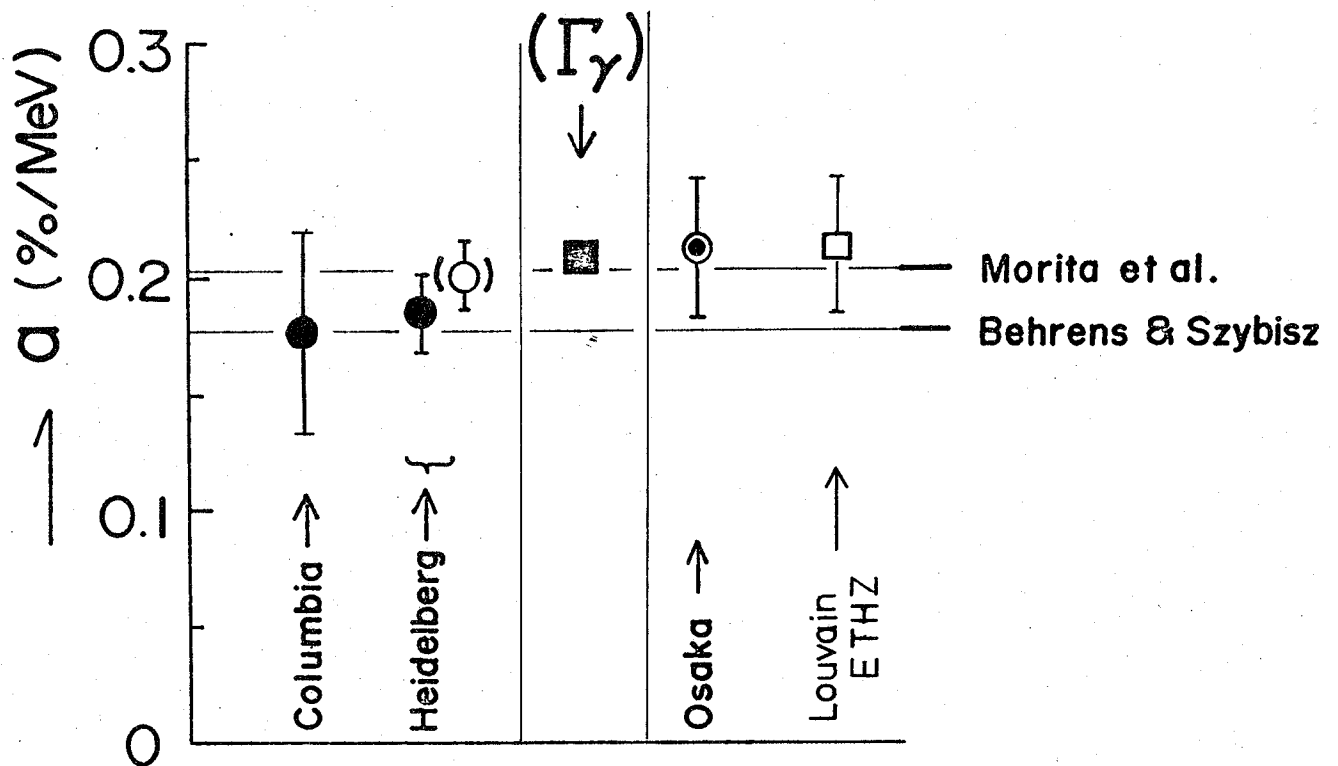 (Γγ)
0.3
0.2
0.1
0
a (%/MeV)
Morita et al.
Behrens & Szybisz
Columbia
Heidelberg
Osaka
Louvain
ETHZ